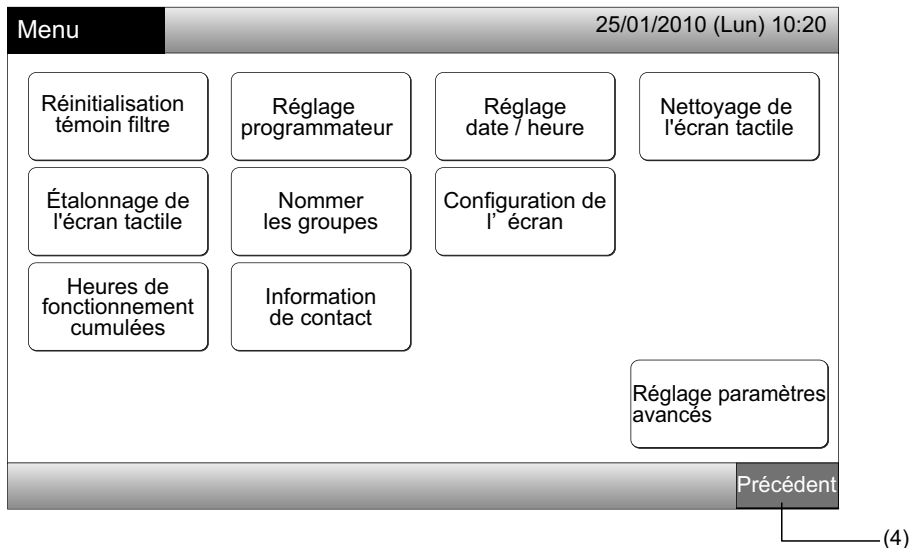 Menu
25/01/2010 (Lun) 10:20
Réinitialisation
témoin filtre
Réglage
programmateur
Réglage
date / heure
Nettoyage de
l'écran tactile
Étalonnage de
l'écran tactile
Nommer
les groupes
Configuration de
l’ écran
Heures de
fonctionnement
cumulées
Information
de contact
Réglage paramètres
avancés
Précédent
(4)